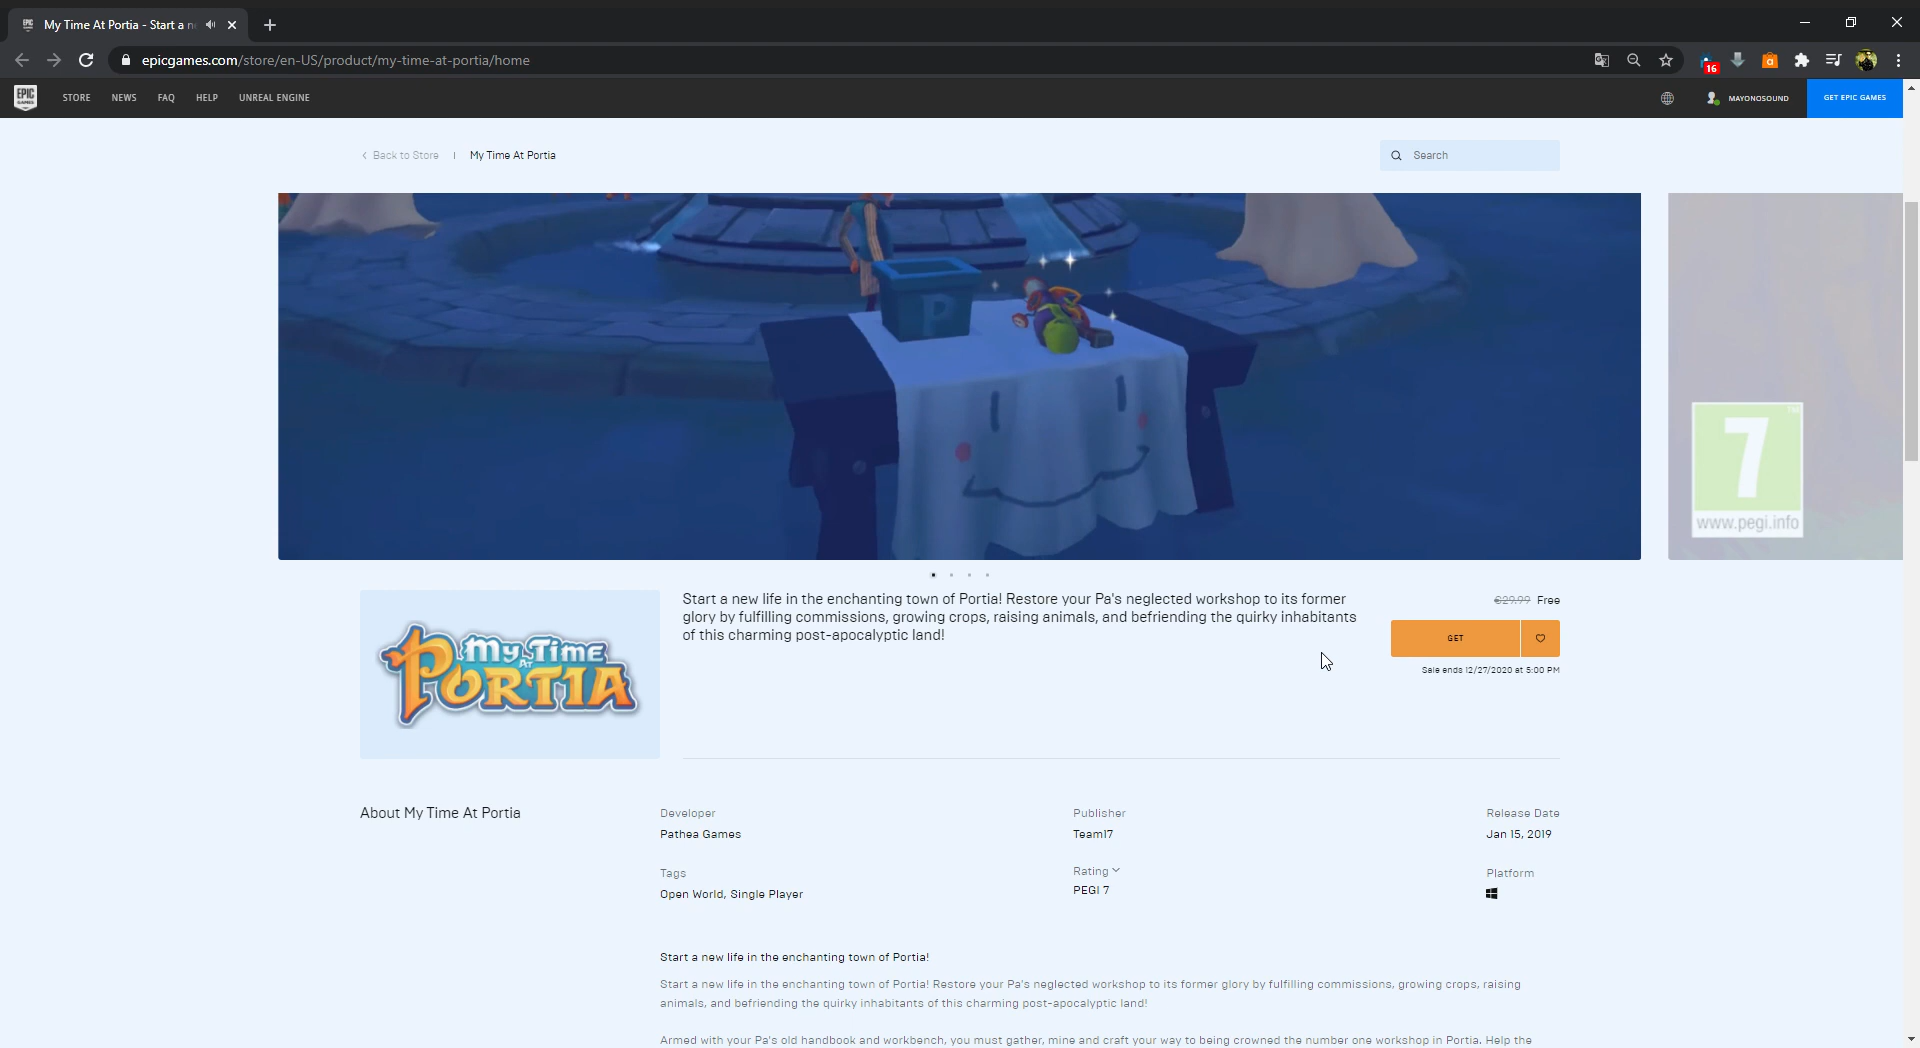 My Time At Portia - Start a n
epicgames.com/store/en-US/product/my-time-at-portia/home
16
EPIC GAMES
STORE NEWS FAQ HELP UNREAL ENGINE
MAYONOSOUND
GET EPIC GAMES
Back to Store | My Time At Portia
Search
P
7
www.pegi.info
My Time
AT
PORTIA
Start a new life in the enchanting town of Portia! Restore your Pa's neglected workshop to its former
glory by fulfilling commissions, growing crops, raising animals, and befriending the quirky inhabitants
of this charming post-apocalyptic land!
€29.99 Free
GET
Sale ends 12/27/2020 at 5:00 PM
About My Time At Portia
Developer
Pathea Games
Publisher
Team17
Release Date
Jan 15, 2019
Tags
Open World, Single Player
Rating
PEGI 7
Platform
Start a new life in the enchanting town of Portia!
Start a new life in the enchanting town of Portia! Restore your Pa's neglected workshop to its former glory by fulfilling commissions, growing crops, raising
animals, and befriending the quirky inhabitants of this charming post-apocalyptic land!
Armed with your Pa's old handbook and workbench, you must gather, mine and craft your way to being crowned the number one workshop in Portia. Help the